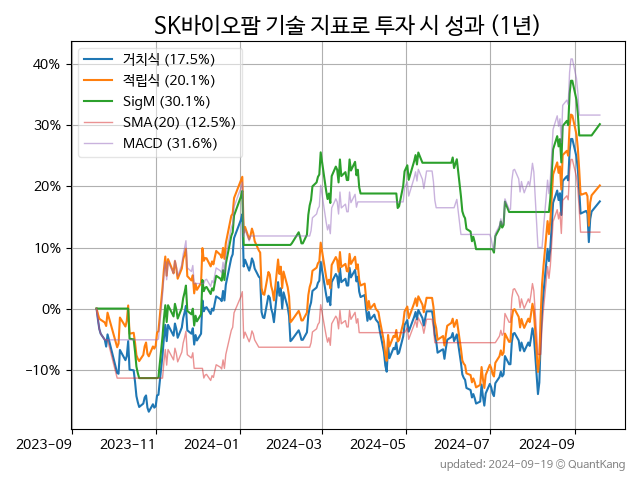 SK바이오팜 기술 지표로 투자 시 성과 (1년)
거치식 (17.5%)
적립식 (20.1%)
SigM (30.1%)
SMA(20) (12.5%)
MACD (31.6%)
40%
30%
20%
10%
0%
−10%
2023-09 2023-11 2024-01 2024-03 2024-05 2024-07 2024-09
updated: 2024-09-19 © QuantKang